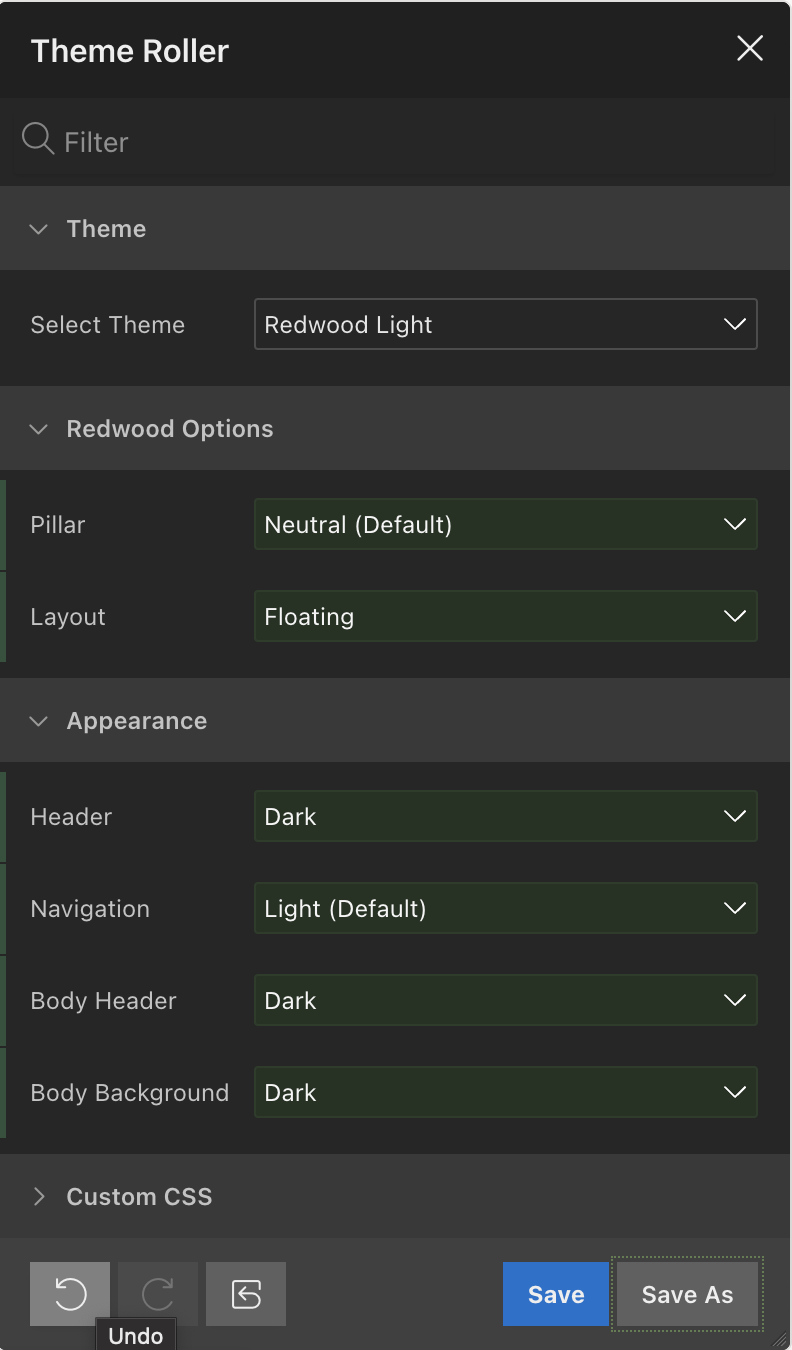 Theme Roller
Filter
Theme
Select Theme Redwood Light
Redwood Options
Pillar Neutral (Default)
Layout Floating
Appearance
Header Dark
Navigation Light (Default)
Body Header Dark
Body Background Dark
Custom CSS
Save Save As
Undo